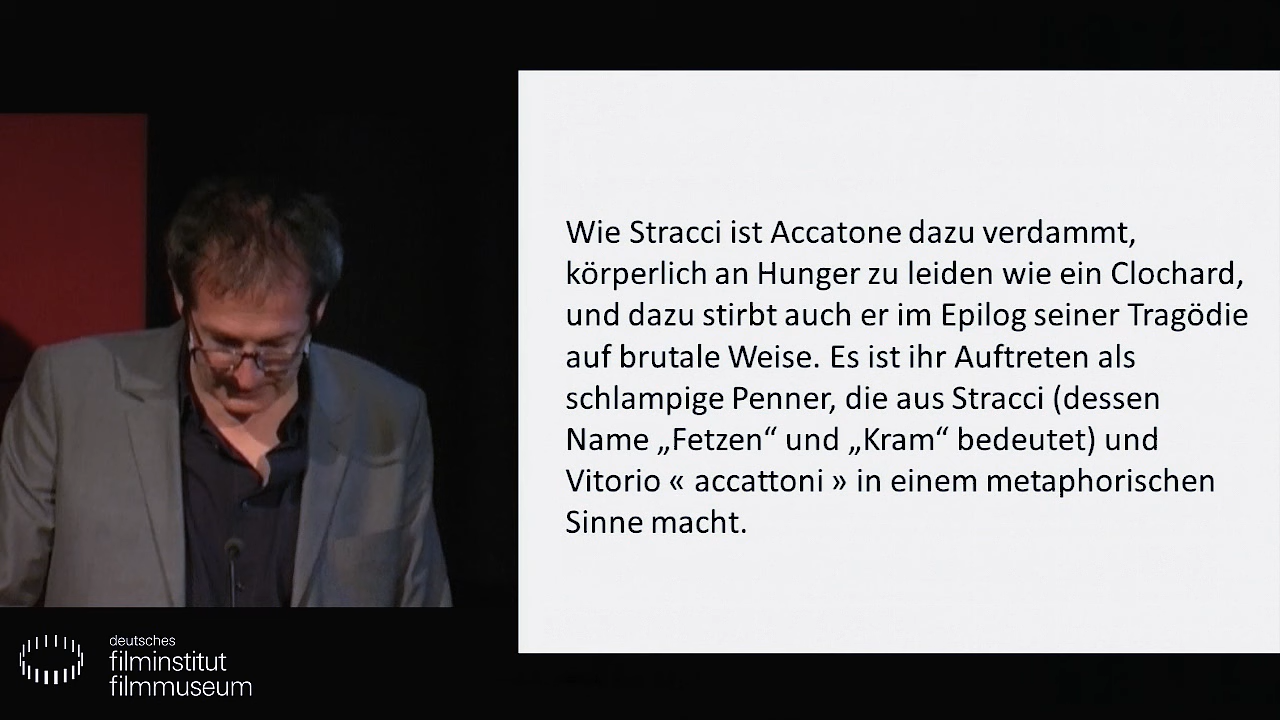 Wie Stracci ist Accatone dazu verdammt,
körperlich an Hunger zu leiden wie ein Clochard,
und dazu stirbt auch er im Epilog seiner Tragödie
auf brutale Weise. Es ist ihr Auftreten als
schlampige Penner, die aus Stracci (dessen
Name „Fetzen“ und „Kram“ bedeutet) und
Vitorio « accattoni » in einem metaphorischen
Sinne macht.
deutsches
filminstitut
filmmuseum